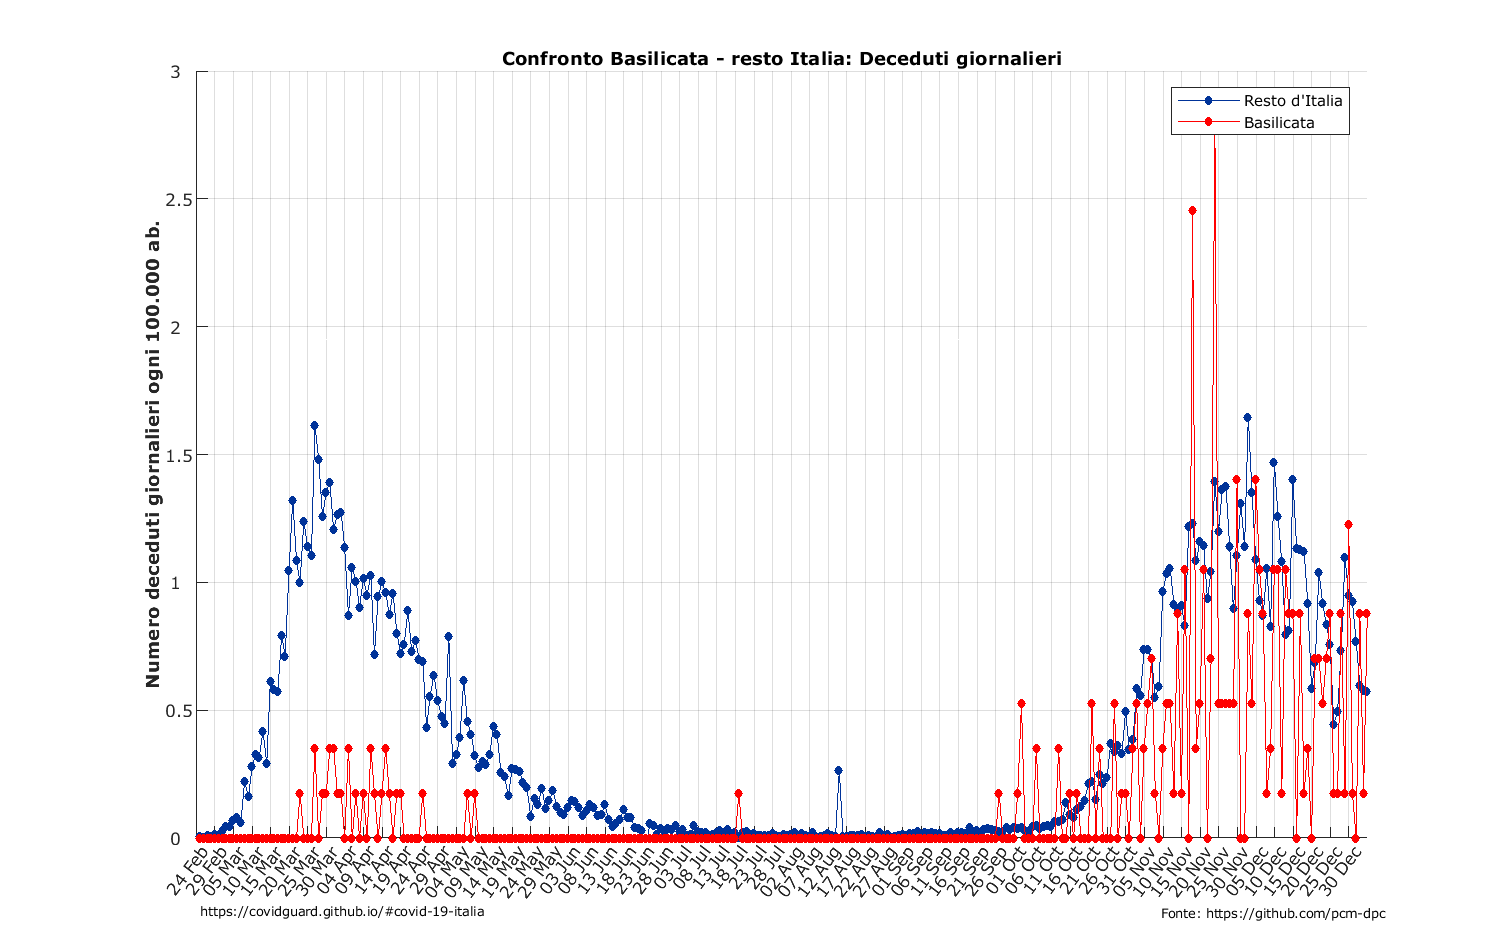 Confronto Basilicata - resto Italia: Deceduti giornalieri
Resto d'Italia
Basilicata
Numero deceduti giornalieri ogni 100.000 ab.
3
2.5
2
1.5
1
0.5
0
24 Feb
29 Feb
05 Mar
10 Mar
15 Mar
20 Mar
25 Mar
30 Mar
04 Apr
09 Apr
14 Apr
19 Apr
24 Apr
29 Apr
04 May
09 May
14 May
19 May
24 May
29 May
03 Jun
08 Jun
13 Jun
18 Jun
23 Jun
28 Jun
03 Jul
08 Jul
13 Jul
18 Jul
23 Jul
28 Jul
02 Aug
07 Aug
12 Aug
17 Aug
22 Aug
27 Aug
01 Sep
06 Sep
11 Sep
16 Sep
21 Sep
26 Sep
01 Oct
06 Oct
11 Oct
16 Oct
21 Oct
26 Oct
31 Oct
05 Nov
10 Nov
15 Nov
20 Nov
25 Nov
30 Nov
05 Dec
10 Dec
15 Dec
20 Dec
25 Dec
30 Dec
https://covidguard.github.io/#covid-19-italia
Fonte: https://github.com/pcm-dpc